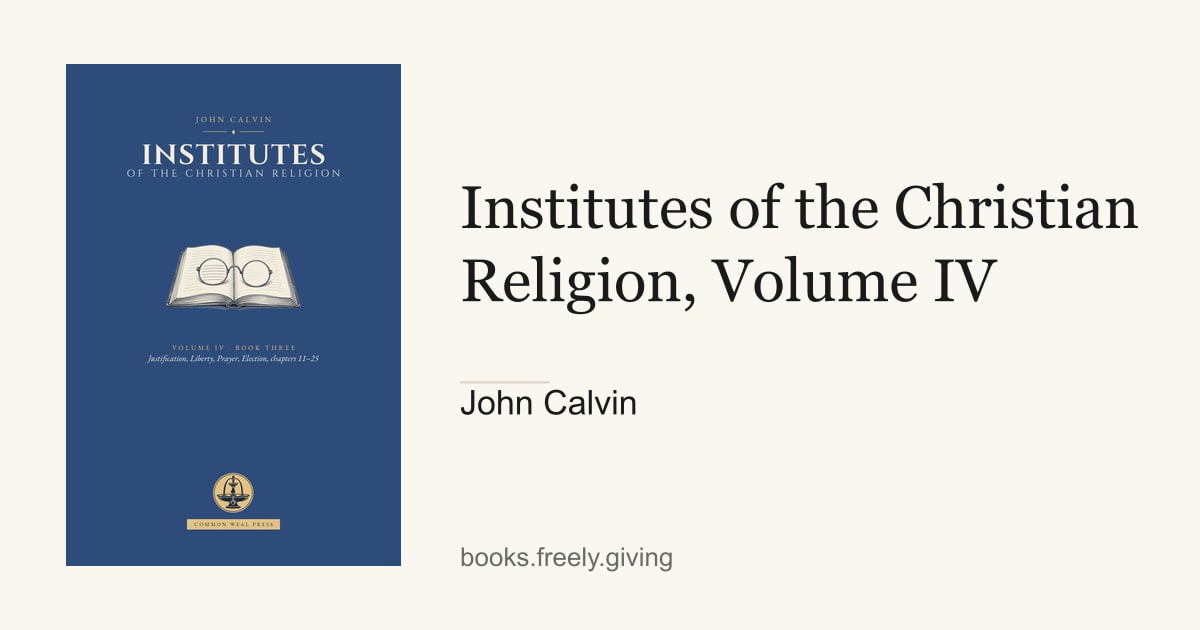 JOHN CALVIN
INSTITUTES
OF THE CHRISTIAN RELIGION
VOLUME IV · BOOK THREE
Justification, Liberty, Prayer, Election, chapters 11–25
COMMON WEAL PRESS
Institutes of the Christian
Religion, Volume IV
John Calvin
books.freely.giving